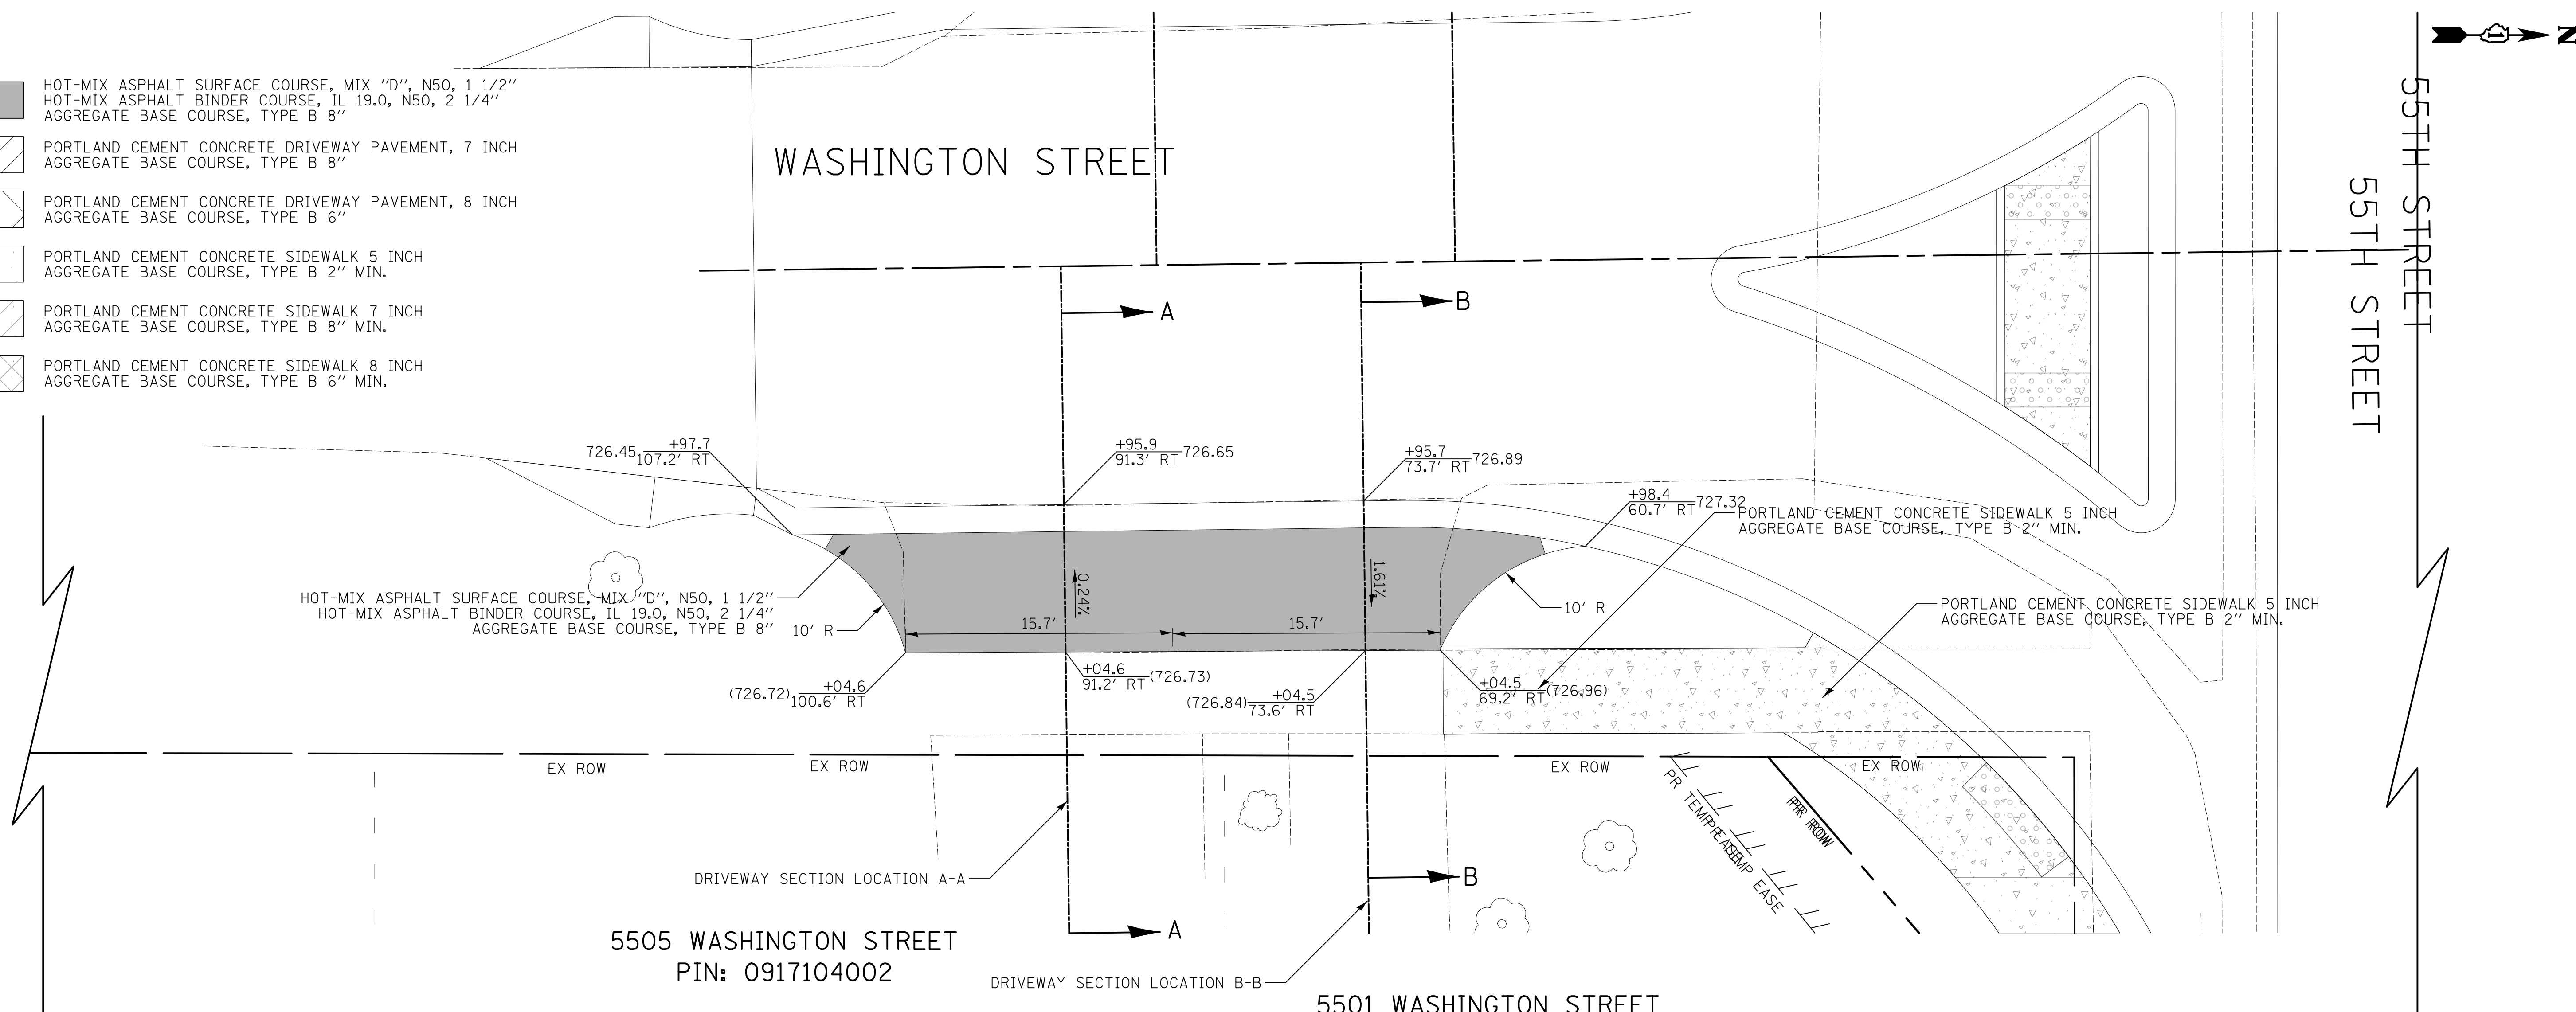 HOT-MIX ASPHALT SURFACE COURSE, MIX "D", N50, 1 1/2"
HOT-MIX ASPHALT BINDER COURSE, IL 19.0, N50, 2 1/4"
AGGREGATE BASE COURSE, TYPE B 8"
PORTLAND CEMENT CONCRETE DRIVEWAY PAVEMENT, 7 INCH
AGGREGATE BASE COURSE, TYPE B 8"
PORTLAND CEMENT CONCRETE DRIVEWAY PAVEMENT, 8 INCH
AGGREGATE BASE COURSE, TYPE B 6"
PORTLAND CEMENT CONCRETE SIDEWALK 5 INCH
AGGREGATE BASE COURSE, TYPE B 2" MIN.
PORTLAND CEMENT CONCRETE SIDEWALK 7 INCH
AGGREGATE BASE COURSE, TYPE B 8" MIN.
PORTLAND CEMENT CONCRETE SIDEWALK 8 INCH
AGGREGATE BASE COURSE, TYPE B 6" MIN.
WASHINGTON STREET
N
55TH STREET
55TH STREET
A
B
+97.7
726.45
107.2' RT
+95.9
91.3' RT
726.65
+95.7
73.7' RT
726.89
+98.4
60.7' RT
727.32
PORTLAND CEMENT CONCRETE SIDEWALK 5 INCH
AGGREGATE BASE COURSE, TYPE B 2" MIN.
0.24%
1.61%
HOT-MIX ASPHALT SURFACE COURSE, MIX "D", N50, 1 1/2"
HOT-MIX ASPHALT BINDER COURSE, IL 19.0, N50, 2 1/4"
AGGREGATE BASE COURSE, TYPE B 8"
10' R
15.7'
15.7'
10' R
PORTLAND CEMENT CONCRETE SIDEWALK 5 INCH
AGGREGATE BASE COURSE, TYPE B 2" MIN.
+04.6
(726.72)
100.6' RT
+04.6
91.2' RT
(726.73)
+04.5
(726.84)
73.6' RT
+04.5
69.2' RT
(726.96)
EX ROW
EX ROW
EX ROW
EX ROW
PR TEMP EASE
PR TEMP EASE
PR ROW
PR ROW
DRIVEWAY SECTION LOCATION A-A
B
A
5505 WASHINGTON STREET
PIN: 0917104002
DRIVEWAY SECTION LOCATION B-B
5501 WASHINGTON STREET